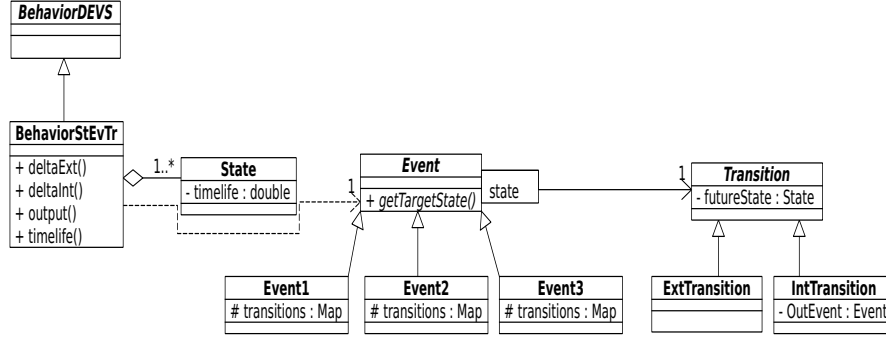 BehaviorDEVS
BehaviorStEvTr
+ deltaExt()
+ deltaInt()
+ output()
+ timelife()
1..*
State
- timelife : double
1
Event
+ getTargetState()
state
1
Transition
- futureState : State
Event1
# transitions : Map
Event2
# transitions : Map
Event3
# transitions : Map
ExtTransition
IntTransition
- OutEvent : Event